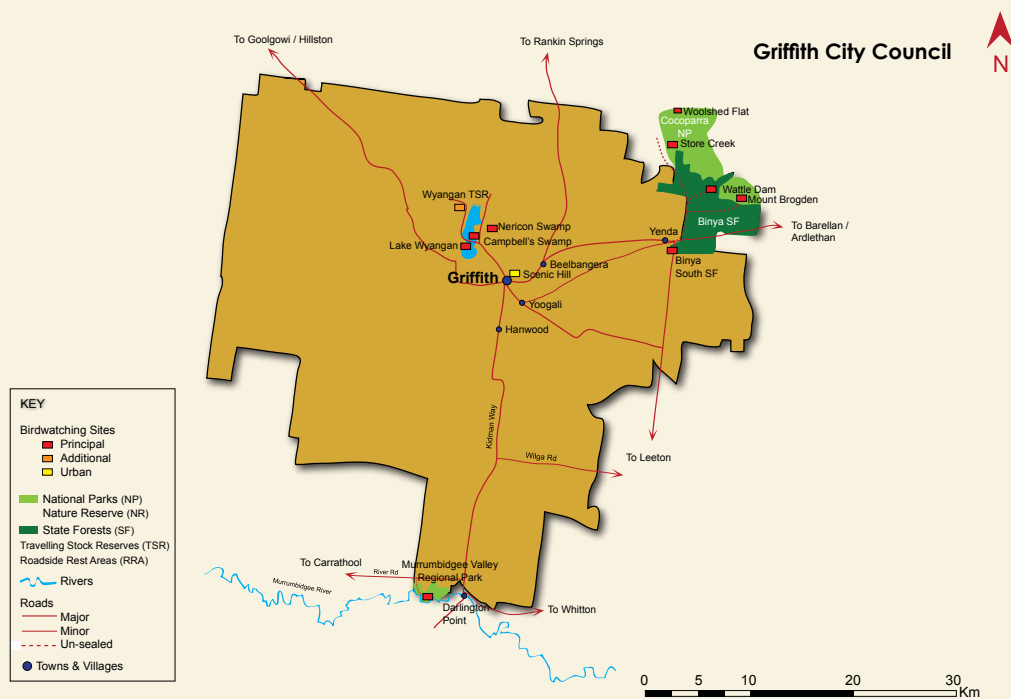 Griffith City Council
N
To Goolgowi / Hillston
To Rankin Springs
Woolshed Flat
Cocoparra
NP
Store Creek
Wattle Dam
Mount Brogden
Binya SF
To Barellan /
Ardlethan
Yenda
Binya
South SF
Wyangan TSR
Nericon Swamp
Campbell's Swamp
Lake Wyangan
Beelbangera
Scenic Hill
Griffith
Yoogali
Hanwood
Kidman Way
Wilga Rd
To Leeton
To Carrathool
River Rd
Murrumbidgee Valley
Regional Park
Murrumbidgee River
Darlington
Point
To Whitton
KEY
Birdwatching Sites
Principal
Additional
Urban
National Parks (NP)
Nature Reserve (NR)
State Forests (SF)
Travelling Stock Reserves (TSR)
Roadside Rest Areas (RRA)
Rivers
Roads
Major
Minor
Un-sealed
Towns & Villages
0 5 10 20 30
Km